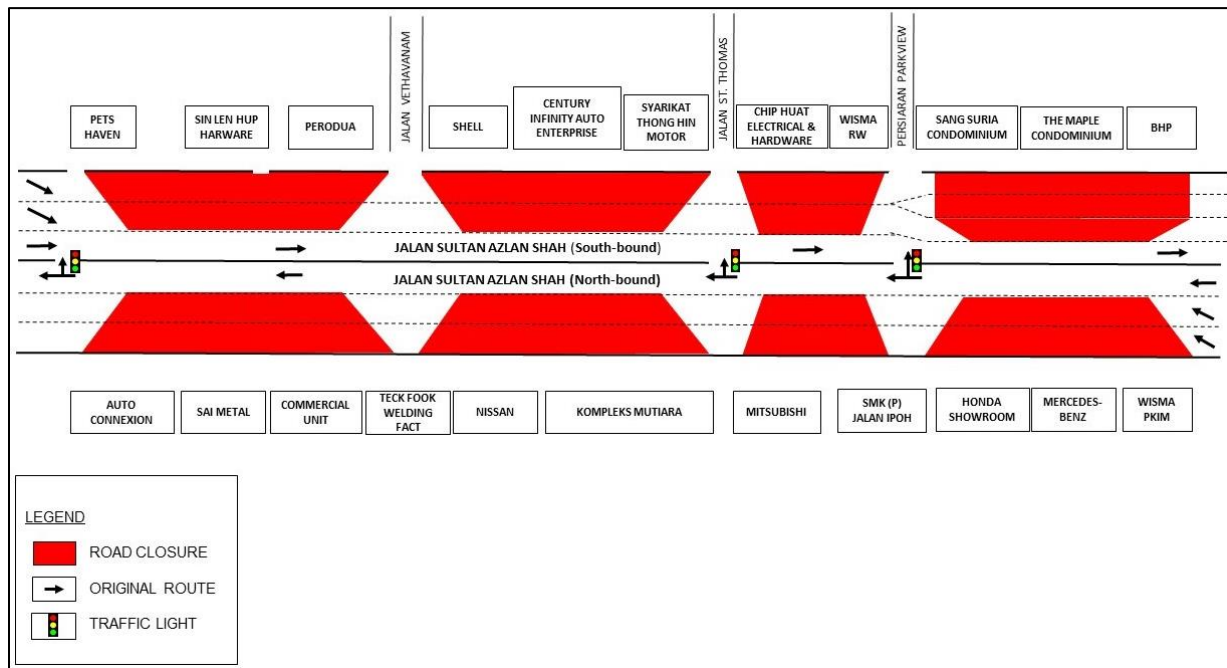 JALAN VETHAVANAM
JALAN ST. THOMAS
PERSIARAN PARKVIEW
PETS
HAVEN
SIN LEN HUP
HARWARE
PERODUA
SHELL
CENTURY
INFINITY AUTO
ENTERPRISE
SYARIKAT
THONG HIN
MOTOR
CHIP HUAT
ELECTRICAL &
HARDWARE
WISMA
RW
SANG SURIA
CONDOMINIUM
THE MAPLE
CONDOMINIUM
BHP
JALAN SULTAN AZLAN SHAH (South-bound)
JALAN SULTAN AZLAN SHAH (North-bound)
AUTO
CONNEXION
SAI METAL
COMMERCIAL
UNIT
TECK FOOK
WELDING
FACT
NISSAN
KOMPLEKS MUTIARA
MITSUBISHI
SMK (P)
JALAN IPOH
HONDA
SHOWROOM
MERCEDES-
BENZ
WISMA
PKIM
LEGEND
ROAD CLOSURE
ORIGINAL ROUTE
TRAFFIC LIGHT